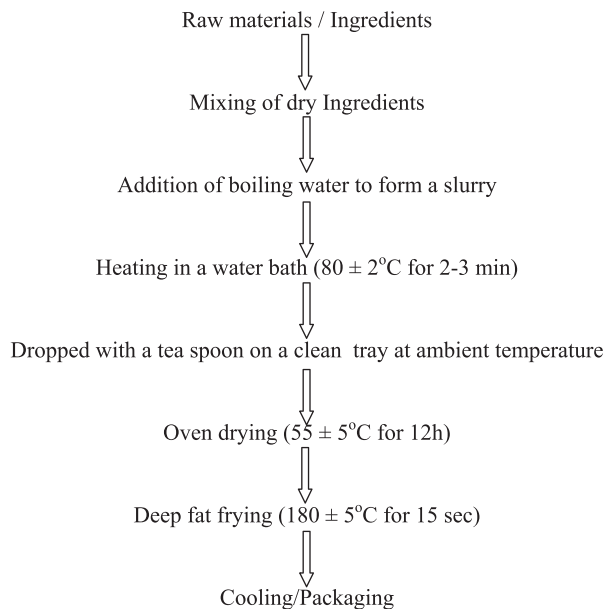 Raw materials / Ingredients
Mixing of dry Ingredients
Addition of boiling water to form a slurry
Heating in a water bath (80 ± 2°C for 2-3 min)
Dropped with a tea spoon on a clean tray at ambient temperature
Oven drying (55 ± 5°C for 12h)
Deep fat frying (180 ± 5°C for 15 sec)
Cooling/Packaging